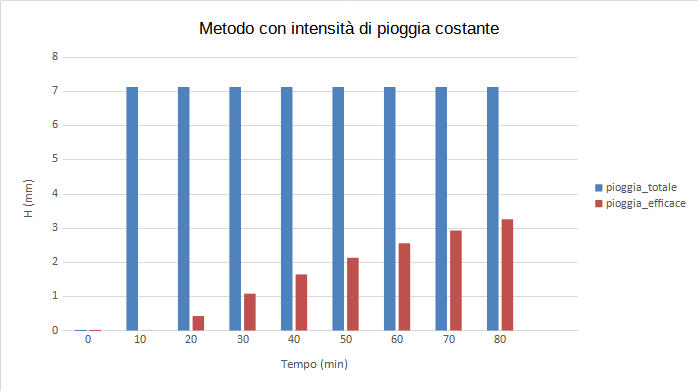 Metodo con intensità di pioggia costante
8
7
6
5
4
3
2
1
0
H (mm)
0 10 20 30 40 50 60 70 80
Tempo (min)
pioggia_totale
pioggia_efficace